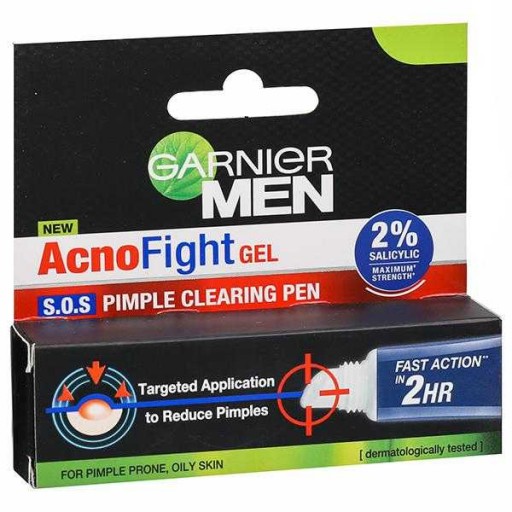 GARNIER
MEN
NEW
AcnoFight GEL
S.O.S PIMPLE CLEARING PEN
2%
SALICYLIC
MAXIMUM*
STRENGTH*
Targeted Application
to Reduce Pimples
FAST ACTION**
IN 2HR
FOR PIMPLE PRONE, OILY SKIN
[ dermatologically tested ]